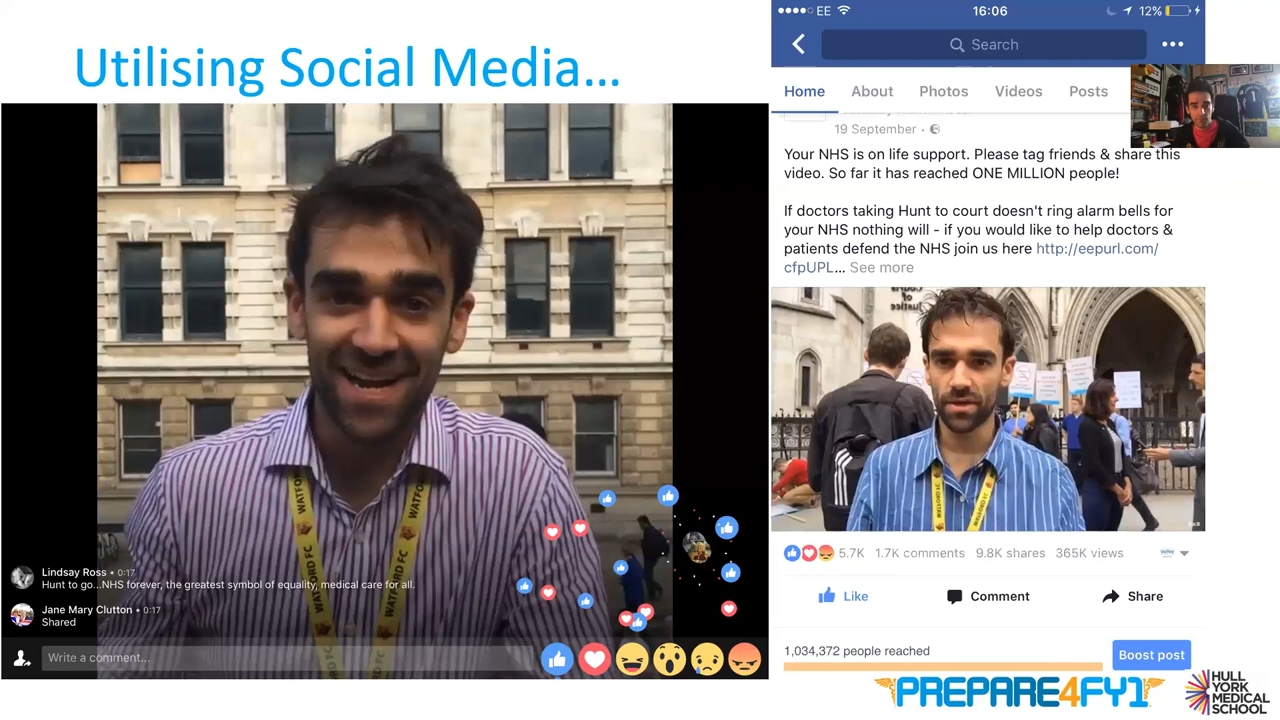 Utilising Social Media...
Lindsay Ross • 0:17
Hunt to go...NHS forever, the greatest symbol of equality, medical care for all.
Jane Mary Clutton • 0:17
Shared
Write a comment...
WATFORD FC
EE 16:06 12%
Search
Home About Photos Videos Posts
19 September
Your NHS is on life support. Please tag friends & share this
video. So far it has reached ONE MILLION people!
If doctors taking Hunt to court doesn't ring alarm bells for
your NHS nothing will - if you would like to help doctors &
patients defend the NHS join us here http://eepurl.com/
cfpUPL... See more
of
Justice
WATFORD FC
5.7K 1.7K comments 9.8K shares 365K views
Like Comment Share
1,034,372 people reached
Boost post
PREPARE4FY1
HULL
YORK
MEDICAL
SCHOOL